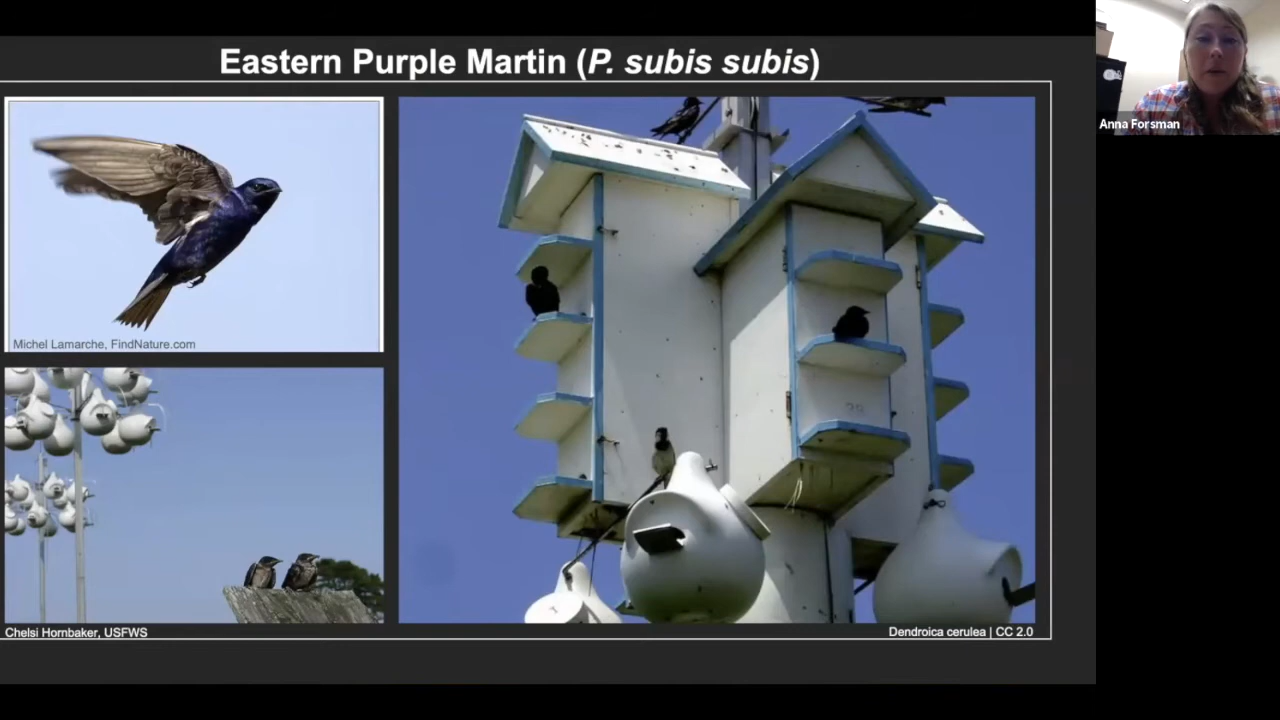 Eastern Purple Martin (P. subis subis)
Anna Forsman
Michel Lamarche, FindNature.com
Chelsi Hornbaker, USFWS
Dendroica cerulea | CC 2.0